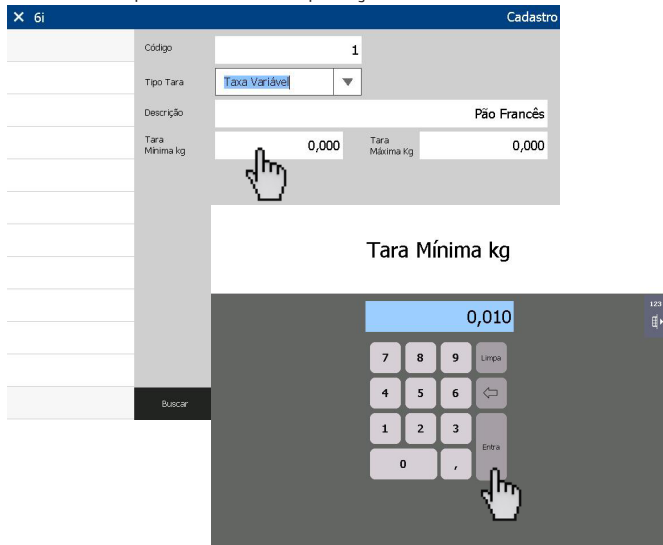 6i Cadastro
Código 1
Tipo Tara Taxa Variável
Descrição Pão Francês
Tara Mínima kg 0,000 Tara Máxima Kg 0,000
Tara Mínima kg
0,010
123
7 8 9 Limpa
4 5 6
1 2 3
Entra
0 ,
Buscar